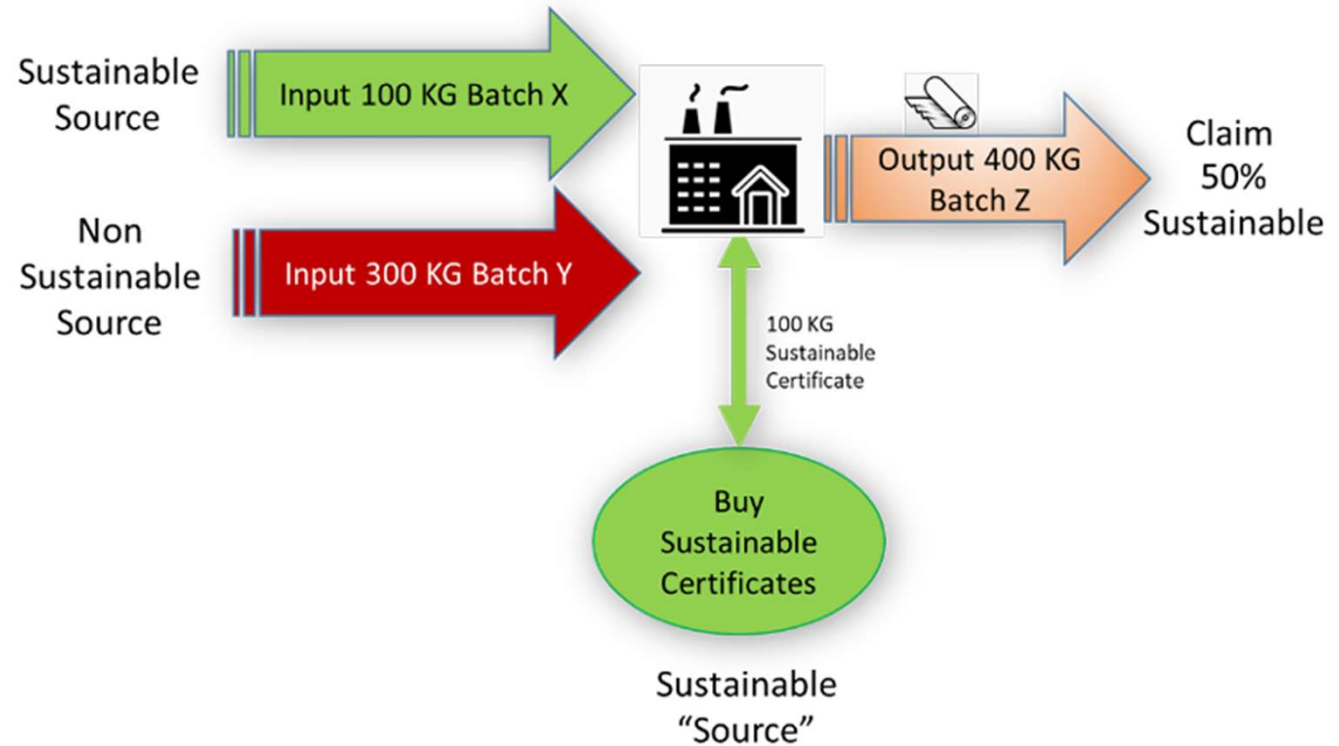 Sustainable
Source
Input 100 KG Batch X
Non
Sustainable
Source
Input 300 KG Batch Y
Output 400 KG
Batch Z
Claim
50%
Sustainable
100 KG
Sustainable
Certificate
Buy
Sustainable
Certificates
Sustainable
“Source”